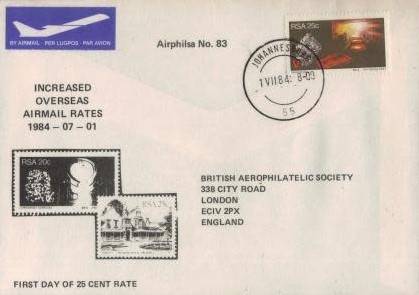 BY AIRMAIL · PER LUGPOS · PAR AVION
Airphilsa No. 83
RSA 25c
JOHANNESBURG
1 VII 84 8-00
55
INCREASED
OVERSEAS
AIRMAIL RATES
1984 – 07 – 01
RSA 20c
RSA 25c
BRITISH AEROPHILATELIC SOCIETY
338 CITY ROAD
LONDON
ECIV 2PX
ENGLAND
FIRST DAY OF 25 CENT RATE